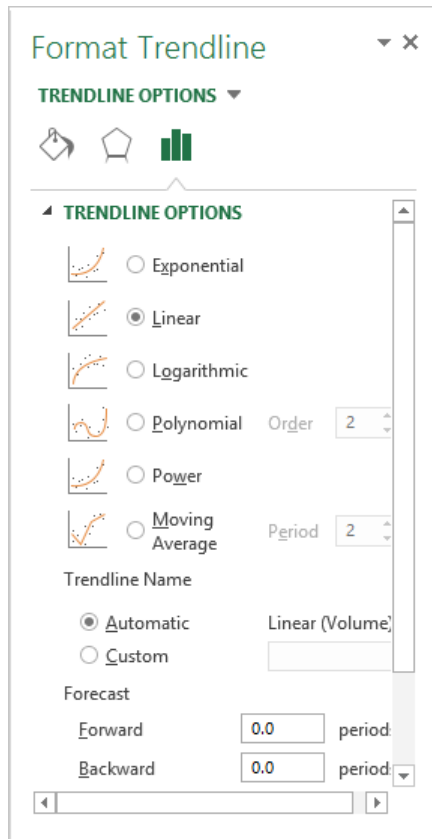 Format Trendline
TRENDLINE OPTIONS
TRENDLINE OPTIONS
Exponential
Linear
Logarithmic
Polynomial Order 2
Power
Moving
Average Period 2
Trendline Name
Automatic Linear (Volume)
Custom
Forecast
Forward 0.0 period
Backward 0.0 period